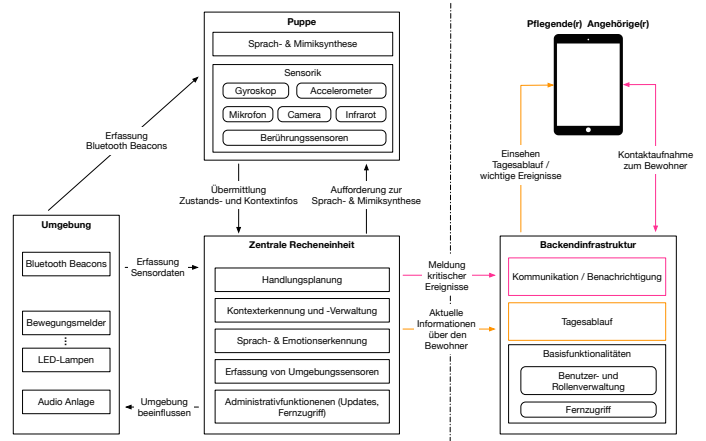 Puppe
Sprach- & Mimiksynthese
Sensorik
Gyroskop
Accelerometer
Mikrofon
Camera
Infrarot
Berührungssensoren
Pflegende(r) Angehörige(r)
Erfassung
Bluetooth Beacons
Einsehen
Tagesablauf /
wichtige Ereignisse
Kontaktaufnahme
zum Bewohner
Übermittlung
Zustands- und Kontextinfos
Aufforderung zur
Sprach- & Mimiksynthese
Umgebung
Bluetooth Beacons
Bewegungsmelder
LED-Lampen
Audio Anlage
Erfassung
Sensordaten
Umgebung
beeinflussen
Zentrale Recheneinheit
Handlungsplanung
Kontexterkennung und -Verwaltung
Sprach- & Emotionserkennung
Erfassung von Umgebungssensoren
Administrativfunktionenen (Updates,
Fernzugriff)
Meldung
kritischer
Ereignisse
Aktuelle
Informationen
über den
Bewohner
Backendinfrastruktur
Kommunikation / Benachrichtigung
Tagesablauf
Basisfunktionalitäten
Benutzer- und
Rollenverwaltung
Fernzugriff